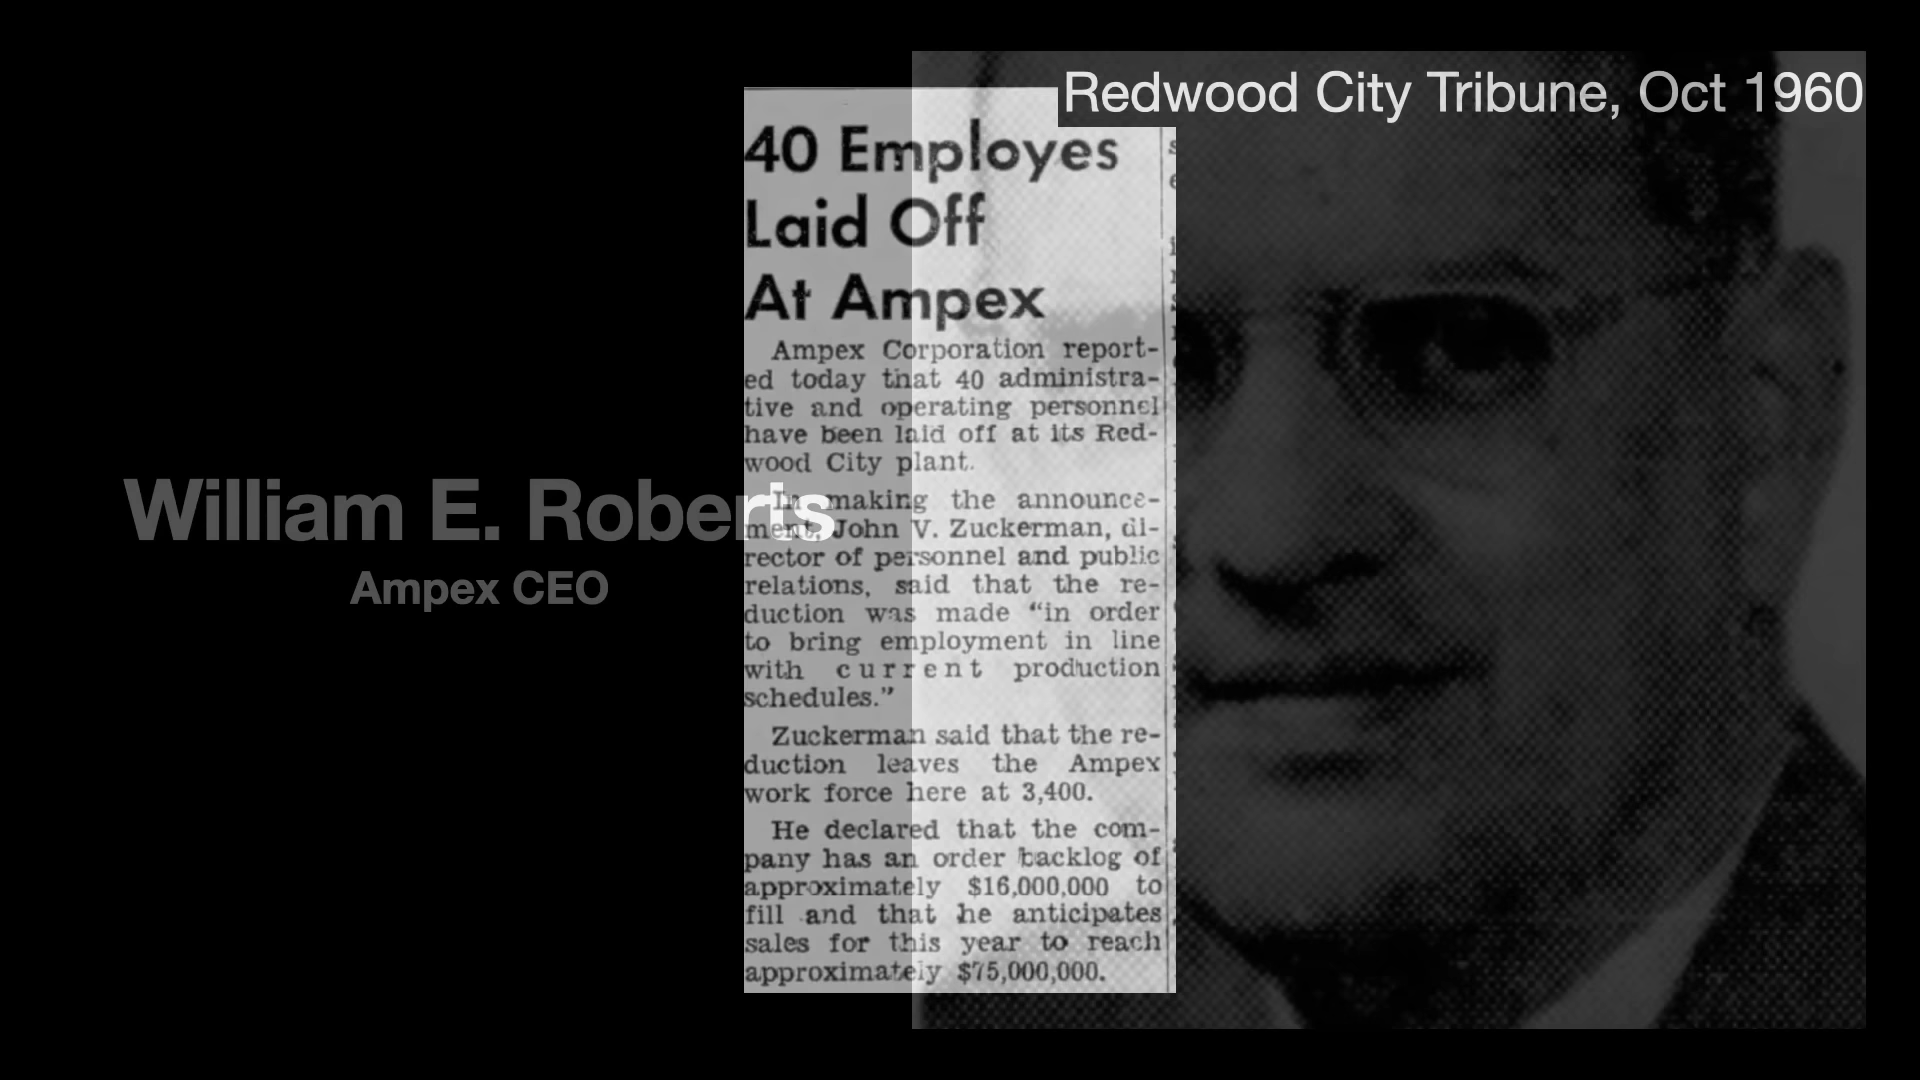 Redwood City Tribune, Oct 1960
40 Employes
Laid Off
At Ampex
Ampex Corporation report-
ed today that 40 administra-
tive and operating personnel
have been laid off at its Red-
wood City plant.
In making the announce-
ment, John V. Zuckerman, di-
rector of personnel and public
relations, said that the re-
duction was made “in order
to bring employment in line
with current production
schedules.”
Zuckerman said that the re-
duction leaves the Ampex
work force here at 3,400.
He declared that the com-
pany has an order backlog of
approximately $16,000,000 to
fill and that he anticipates
sales for this year to reach
approximately $75,000,000.
William E. Roberts
Ampex CEO